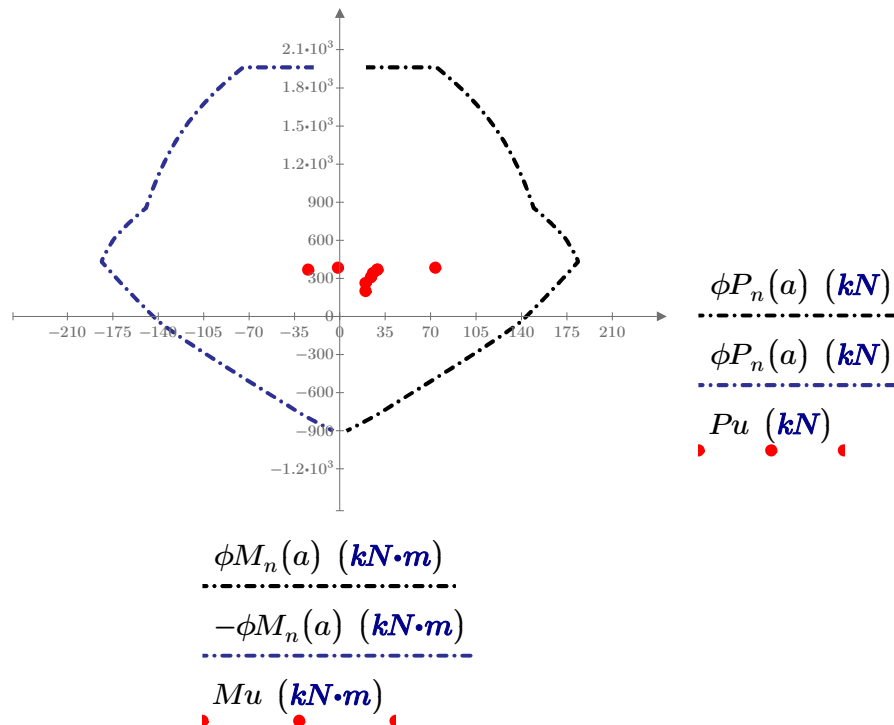 2.1·10³
1.8·10³
1.5·10³
1.2·10³
900
600
300
0
−210 −175 −140 −105 −70 −35 0 35 70 105 140 175 210
−300
−600
−900
−1.2·10³
ϕPₙ(a) (kN)
ϕPₙ(a) (kN)
Pu (kN)
ϕMₙ(a) (kN·m)
−ϕMₙ(a) (kN·m)
Mu (kN·m)